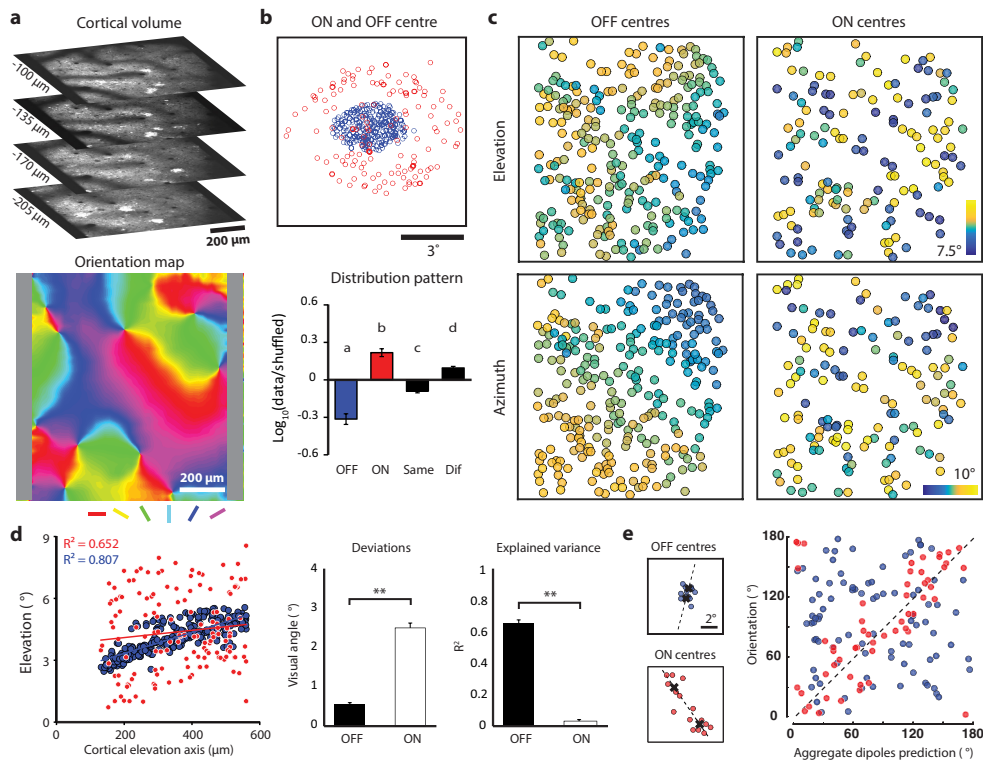 a
Cortical volume
-100 µm
-135 µm
-170 µm
-205 µm
200 µm
Orientation map
200 µm
b
ON and OFF centre
3°
Distribution pattern
Log10(data/shuffled)
0.6
0.3
0
-0.3
-0.6
a
b
c
d
OFF ON Same Dif
c
OFF centres
ON centres
Elevation
7.5°
Azimuth
10°
d
R² = 0.652
R² = 0.807
Elevation (°)
9
6
3
0
0 200 400 600
Cortical elevation axis (µm)
Deviations
**
Visual angle (°)
4
3
2
1
0
OFF ON
Explained variance
**
R²
1
0.8
0.6
0.4
0.2
0
OFF ON
e
OFF centres
2°
ON centres
Orientation (°)
180
120
60
0
0 60 120 180
Aggregate dipoles prediction (°)